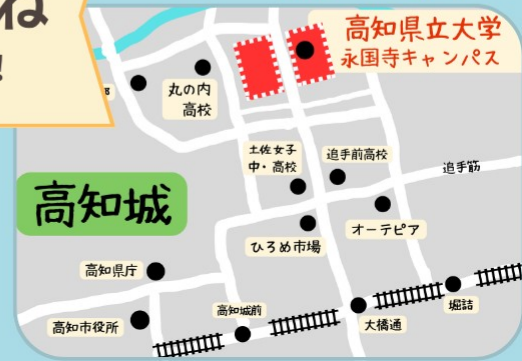 ね
!
高知県立大学
永国寺キャンパス
丸の内
高校
土佐女子
中・高校
追手前高校
追手筋
高知城
ひろめ市場
オーテピア
高知県庁
高知城前
堀詰
高知市役所
大橋通